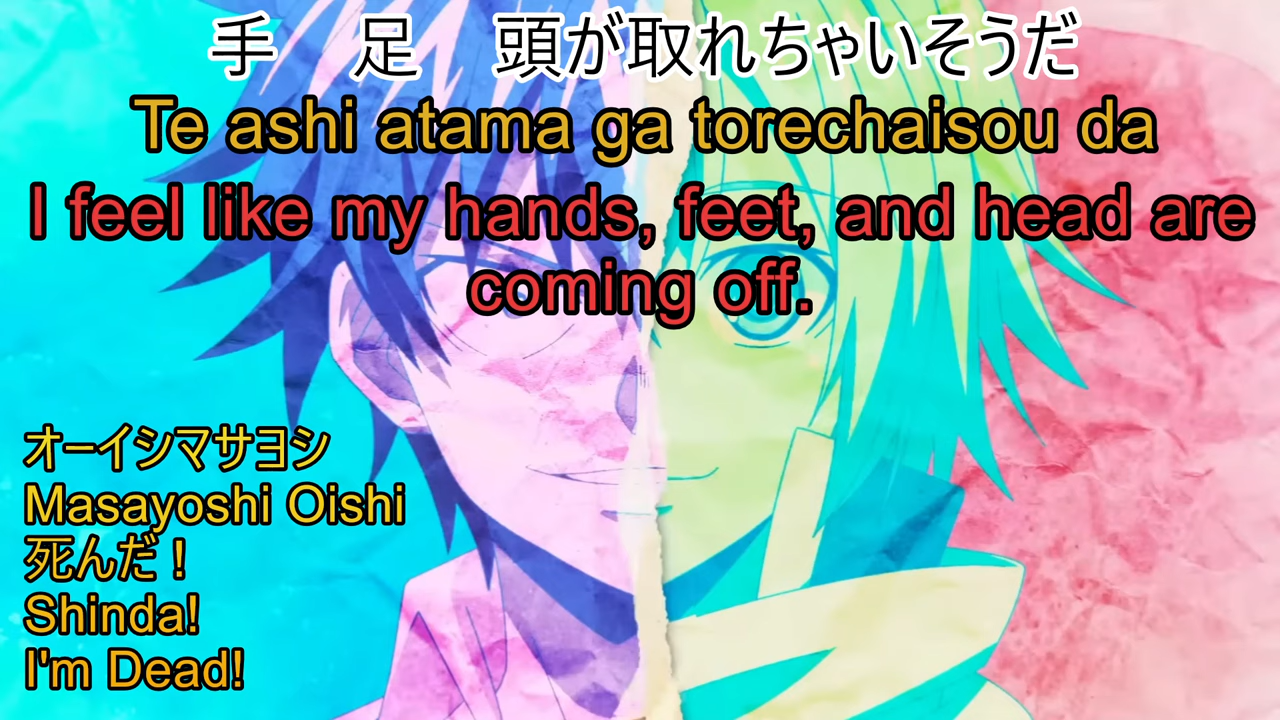 手　足　頭が取れちゃいそうだ
Te ashi atama ga torechaisou da
I feel like my hands, feet, and head are
coming off.
オーイシマサヨシ
Masayoshi Oishi
死んだ！
Shinda!
I'm Dead!